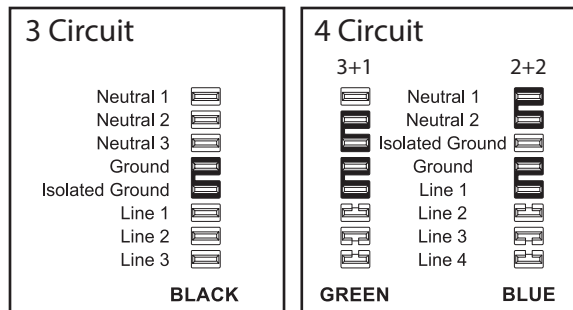 3 Circuit
Neutral 1
Neutral 2
Neutral 3
Ground
Isolated Ground
Line 1
Line 2
Line 3
BLACK
4 Circuit
3+1 2+2
Neutral 1
Neutral 2
Isolated Ground
Ground
Line 1
Line 2
Line 3
Line 4
GREEN BLUE